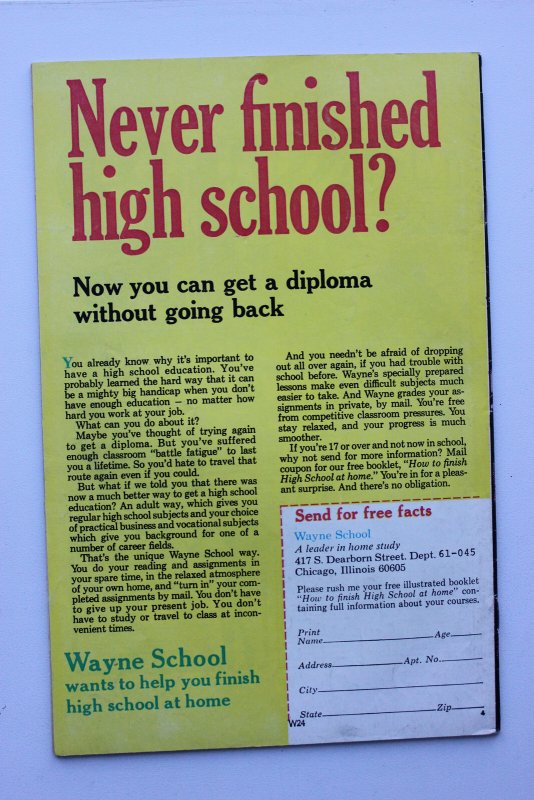 Never finished
high school?
Now you can get a diploma
without going back
You already know why it's important to
have a high school education. You've
probably learned the hard way that it can
be a mighty big handicap when you don't
have enough education — no matter how
hard you work at your job.
What can you do about it?
Maybe you've thought of trying again
to get a diploma. But you've suffered
enough classroom "battle fatigue" to last
you a lifetime. So you'd hate to travel that
route again even if you could.
But what if we told you that there was
now a much better way to get a high school
education? An adult way, which gives you
regular high school subjects and your choice
of practical business and vocational subjects
which give you background for one of a
number of career fields.
That's the unique Wayne School way.
You do your reading and assignments in
your spare time, in the relaxed atmosphere
of your own home, and "turn in" your com-
pleted assignments by mail. You don't have
to give up your present job. You don't
have to study or travel to class at incon-
venient times.
Wayne School
wants to help you finish
high school at home
And you needn't be afraid of dropping
out all over again, if you had trouble with
school before. Wayne's specially prepared
lessons make even difficult subjects much
easier to take. And Wayne grades your as-
signments in private, by mail. You're free
from competitive classroom pressures. You
stay relaxed, and your progress is much
smoother.
If you're 17 or over and not now in school,
why not send for more information? Mail
coupon for our free booklet, "How to finish
High School at home." You're in for a pleas-
ant surprise. And there's no obligation.
Send for free facts
Wayne School
A leader in home study
417 S. Dearborn Street. Dept. 61-045
Chicago, Illinois 60605
Please rush me your free illustrated booklet
"How to finish High School at home" con-
taining full information about your courses.
Print
Name Age
Address Apt. No.
City
State Zip
W24 4